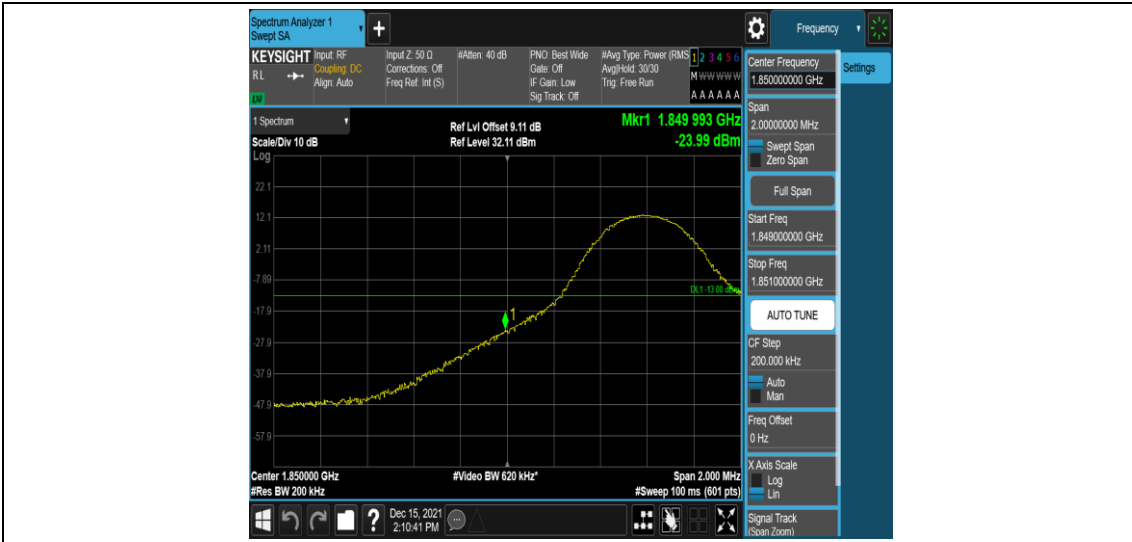 Spectrum Analyzer 1
Swept SA
+
Frequency
KEYSIGHT
RL
Input: RF
Coupling: DC
Align: Auto
Input Z: 50 Ω
Corrections: Off
Freq Ref: Int (S)
#Atten: 40 dB
PNO: Best Wide
Gate: Off
IF Gain: Low
Sig Track: Off
#Avg Type: Power (RMS
Avg|Hold: 30/30
Trig: Free Run
1 2 3 4 5 6
M W W W W W
A A A A A A
1 Spectrum
Scale/Div 10 dB
Log
Ref Lvl Offset 9.11 dB
Ref Level 32.11 dBm
Mkr1 1.849 993 GHz
-23.99 dBm
22.1
12.1
2.11
-7.89
-17.9
-27.9
-37.9
-47.9
-57.9
DL1 -13.00 dBm
1
Center 1.850000 GHz
#Res BW 200 kHz
#Video BW 620 kHz*
Span 2.000 MHz
#Sweep 100 ms (601 pts)
Center Frequency
1.850000000 GHz
Settings
Span
2.00000000 MHz
Swept Span
Zero Span
Full Span
Start Freq
1.849000000 GHz
Stop Freq
1.851000000 GHz
AUTO TUNE
CF Step
200.000 kHz
Auto
Man
Freq Offset
0 Hz
X Axis Scale
Log
Lin
Signal Track
(Span Zoom)
?
Dec 15, 2021
2:10:41 PM